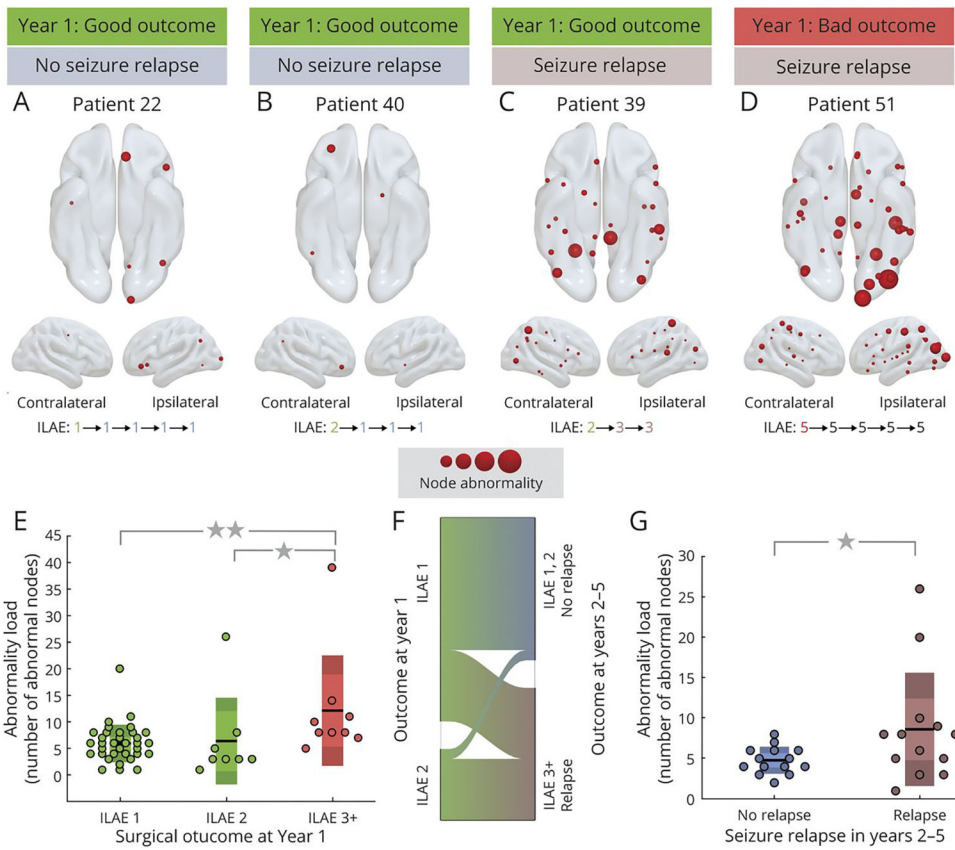 Year 1: Good outcome
No seizure relapse
A
Patient 22
Contralateral
Ipsilateral
ILAE: 1→1→1→1→1
Year 1: Good outcome
No seizure relapse
B
Patient 40
Contralateral
Ipsilateral
ILAE: 2→1→1→1
Year 1: Good outcome
Seizure relapse
C
Patient 39
Contralateral
Ipsilateral
ILAE: 2→3→3
Year 1: Bad outcome
Seizure relapse
D
Patient 51
Contralateral
Ipsilateral
ILAE: 5→5→5→5→5
Node abnormality
E
Abnormality load
(number of abnormal nodes)
45
40
35
30
25
20
15
10
5
0
ILAE 1
ILAE 2
ILAE 3+
Surgical otucome at Year 1
F
Outcome at year 1
ILAE 1
ILAE 2
ILAE 1, 2
No relapse
ILAE 3+
Relapse
Outcome at years 2–5
G
Abnormality load
(number of abnormal nodes)
30
25
20
15
10
5
0
No relapse
Relapse
Seizure relapse in years 2–5